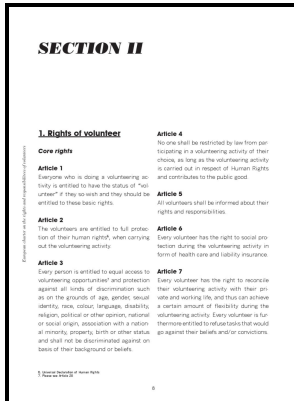 SECTION II
1. Rights of volunteer
Core rights
Article 1
Everyone who is doing a volunteering ac-
tivity is entitled to have the status of "vol-
unteer" if they so-wish and they should be
entitled to these basic rights.
Article 2
The volunteers are entitled to full protec-
tion of their human rights⁶, when carrying
out the volunteering activity.
Article 3
Every person is entitled to equal access to
volunteering opportunities⁷ and protection
against all kinds of discrimination such
as on the grounds of age, gender, sexual
identity, race, colour, language, disability,
religion, political or other opinion, national
or social origin, association with a nation-
al minority, property, birth or other status
and shall not be discriminated against on
basis of their background or beliefs.
Article 4
No one shall be restricted by law from par-
ticipating in a volunteering activity of their
choice, as long as the volunteering activity
is carried out in respect of Human Rights
and contributes to the public good.
Article 5
All volunteers shall be informed about their
rights and responsibilities.
Article 6
Every volunteer has the right to social pro-
tection during the volunteering activity in
form of health care and liability insurance.
Article 7
Every volunteer has the right to reconcile
their volunteering activity with their pri-
vate and working life, and thus can achieve
a certain amount of flexibility during the
volunteering activity. Every volunteer is fur-
thermore entitled to refuse tasks that would
go against their beliefs and/or convictions.
European charter on the rights and responsibilities of volunteers
6. Universal Declaration of Human Rights.
7. Please see Article 20.
8